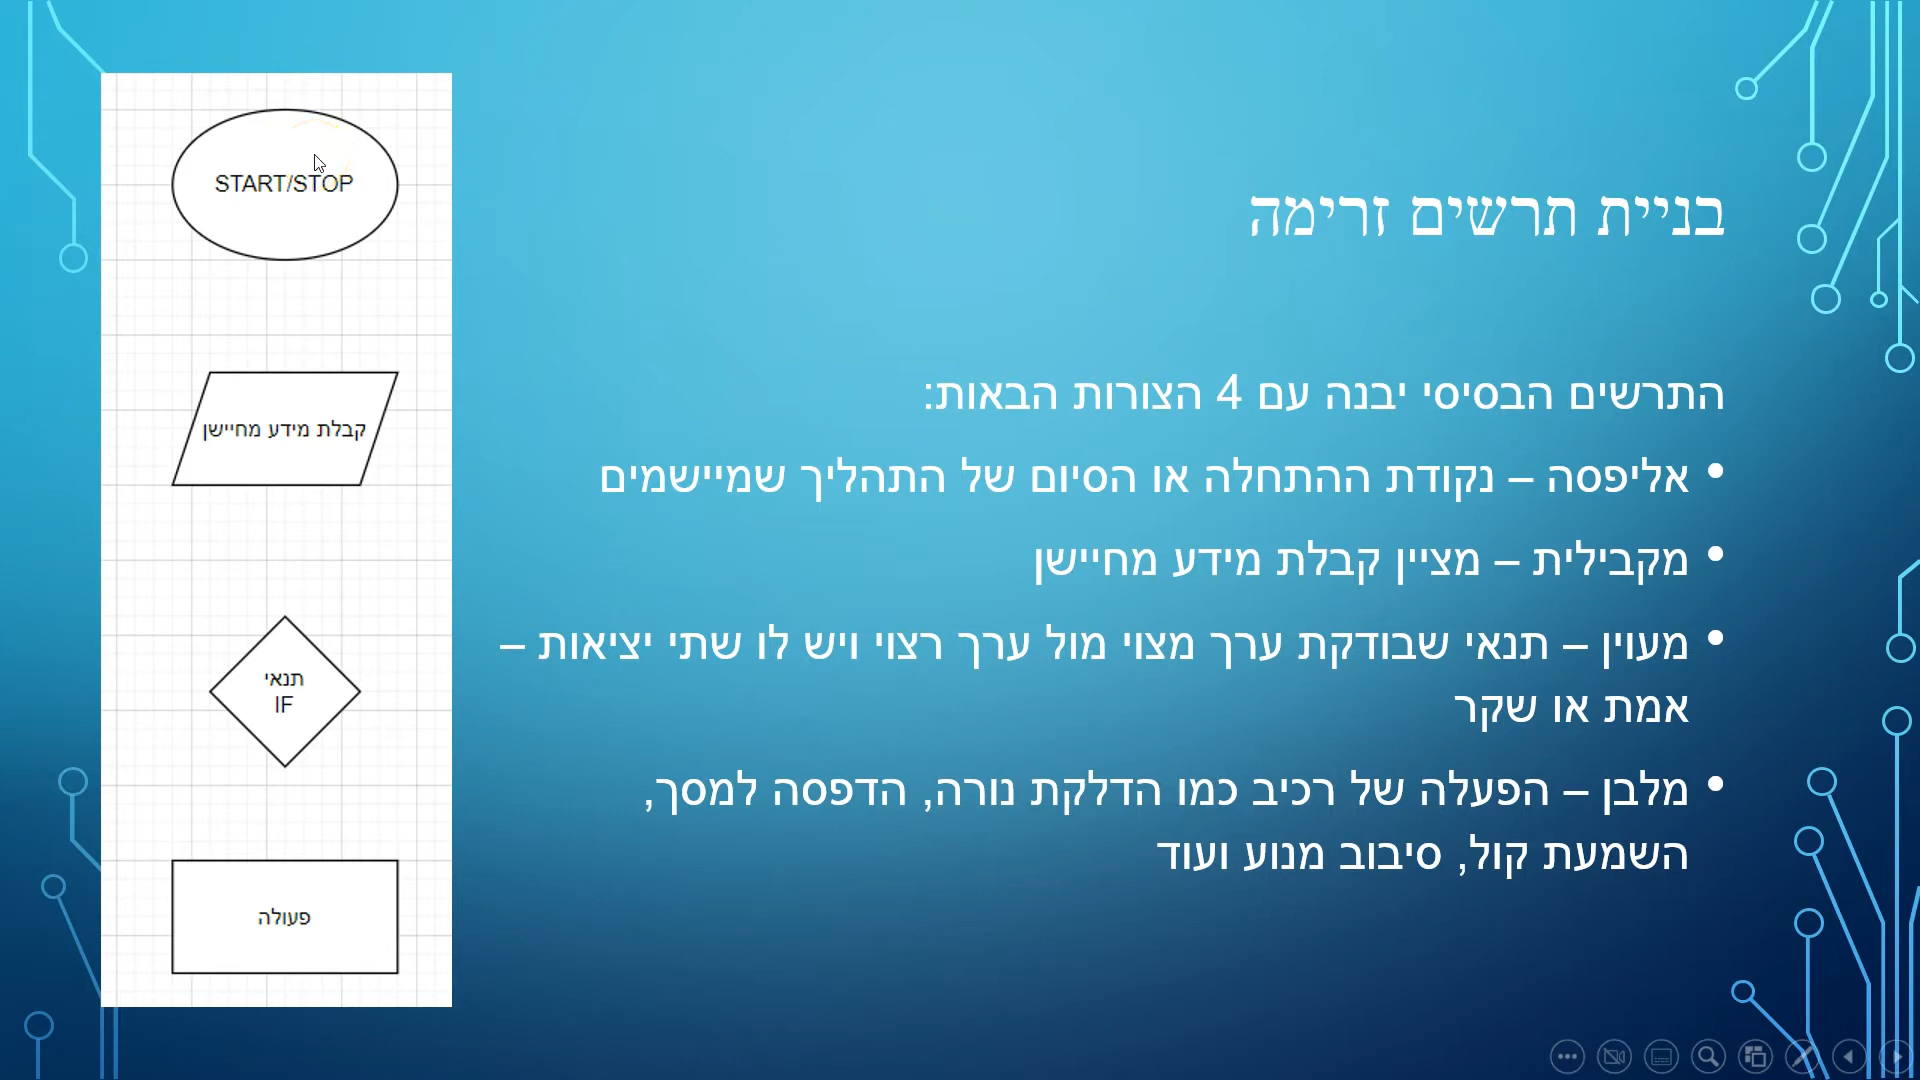 בניית תרשים זרימה
התרשים הבסיסי יבנה עם 4 הצורות הבאות:
• אליפסה – נקודת ההתחלה או הסיום של התהליך שמיישמים
• מקבילית – מציין קבלת מידע מחיישן
• מעוין – תנאי שבודקת ערך מצוי מול ערך רצוי ויש לו שתי יציאות –
אמת או שקר
• מלבן – הפעלה של רכיב כמו הדלקת נורה, הדפסה למסך,
השמעת קול, סיבוב מנוע ועוד
START/STOP
קבלת מידע מחיישן
תנאי
IF
פעולה